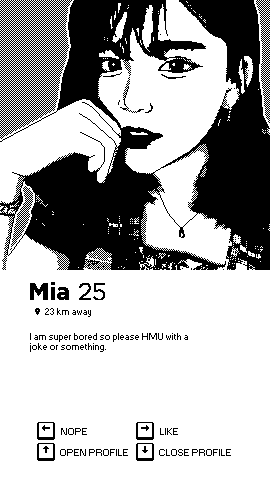 Mia 25
23 km away
I am super bored so please HMU with a
joke or something.
NOPE
LIKE
OPEN PROFILE
CLOSE PROFILE